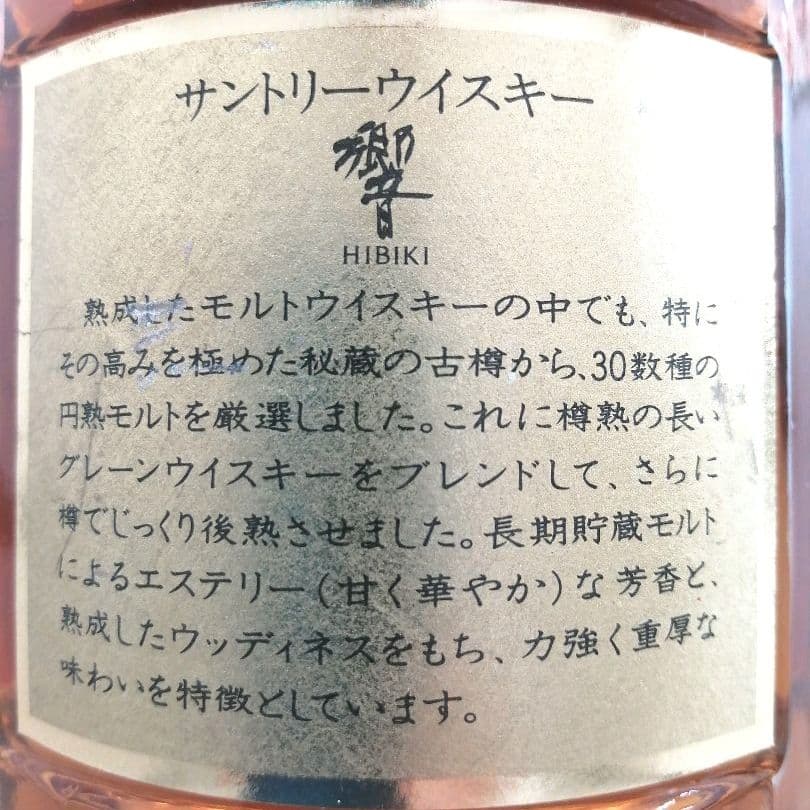 サントリーウイスキー
響
HIBIKI
熟成したモルトウイスキーの中でも、特に
その高みを極めた秘蔵の古樽から、30数種の
円熟モルトを厳選しました。これに樽熟の長い
グレーンウイスキーをブレンドして、さらに
樽でじっくり後熟させました。長期貯蔵モルト
によるエステリー(甘く華やか)な芳香と、
熟成したウッディネスをもち、力強く重厚な
味わいを特徴としています。